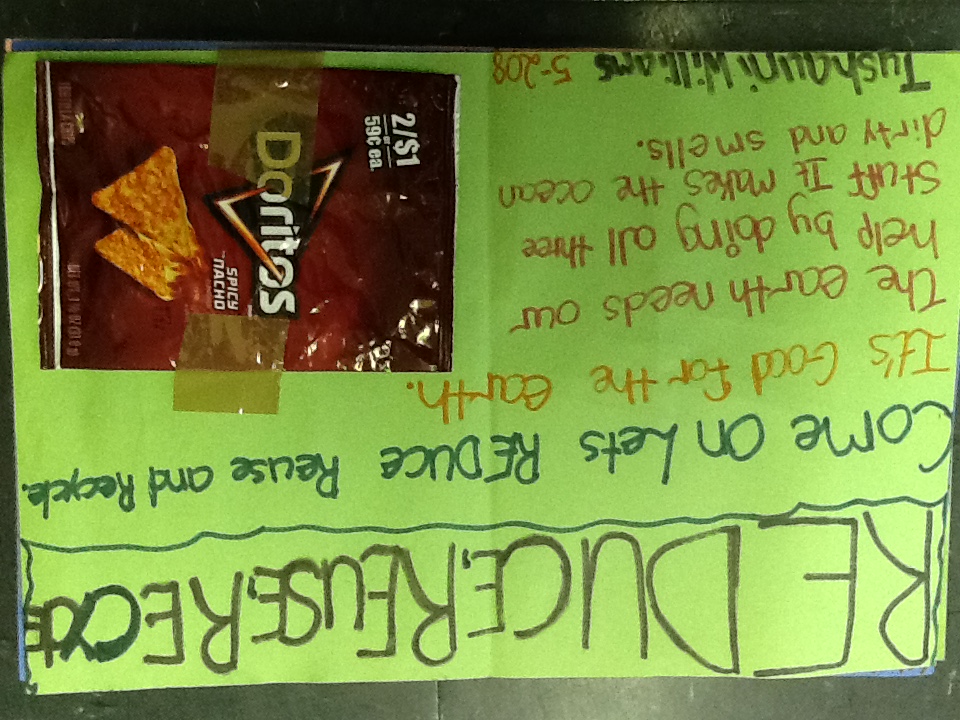 REDUCE, REUSE, RECYCLE
Come on Lets REDUCE Reuse and Recycle.
It's Good for the earth.
The earth needs our
help by doing all three
Stuff It makes the ocean
dirty and smells.
Tushauni Williams 5-208
2/$1
or
59¢ ea.
Doritos
SPICY
NACHO